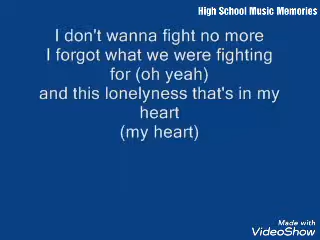 High School Music Memories
I don't wanna fight no more
I forgot what we were fighting
for (oh yeah)
and this lonelyness that's in my
heart
(my heart)
Made with
VideoShow